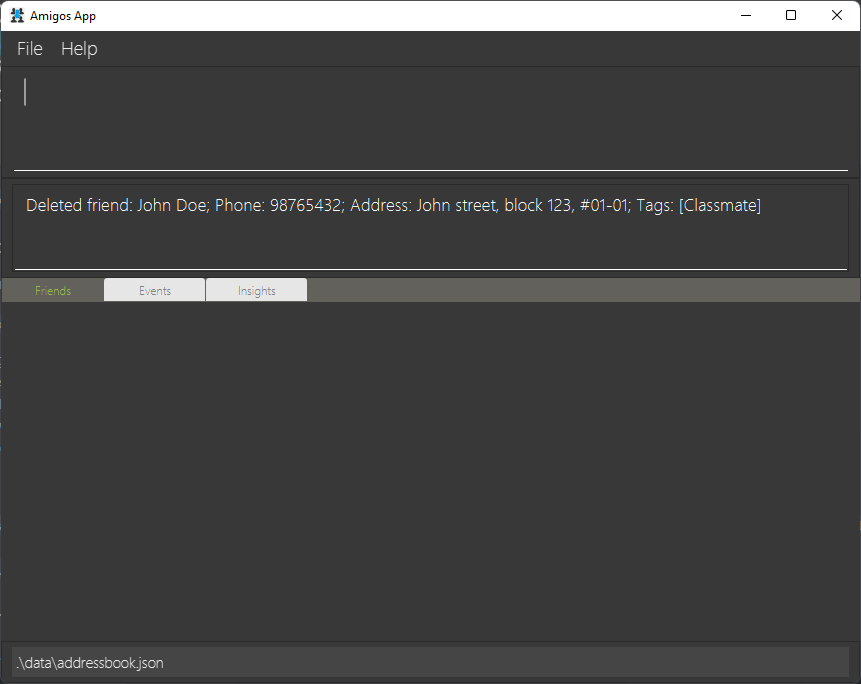 Amigos App
File Help
Deleted friend: John Doe; Phone: 98765432; Address: John street, block 123, #01-01; Tags: [Classmate]
Friends Events Insights
.\data\addressbook.json